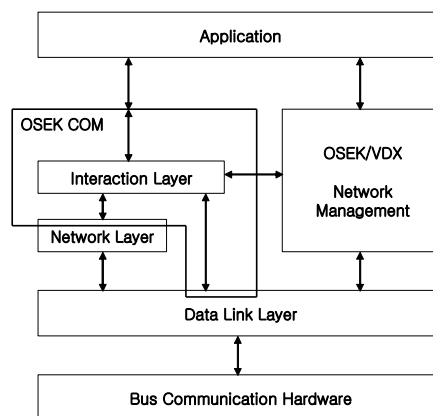 Application
OSEK COM
OSEK/VDX
Interaction Layer
Network
Management
Network Layer
Data Link Layer
Bus Communication Hardware